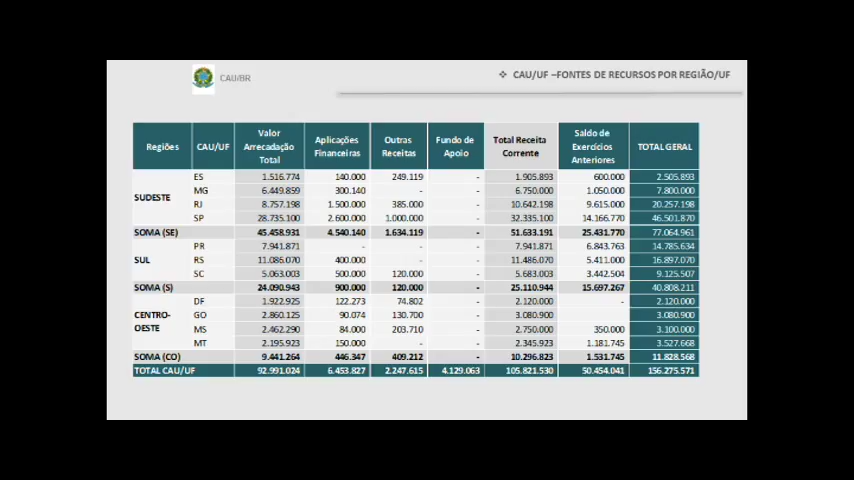 CAU/BR
❖ CAU/UF –FONTES DE RECURSOS POR REGIÃO/UF
Regiões CAU/UF Valor Arrecadação Total Aplicações Financeiras Outras Receitas Fundo de Apoio Total Receita Corrente Saldo de Exercícios Anteriores TOTAL GERAL
SUDESTE
ES 1.516.774 140.000 249.119 - 1.905.893 600.000 2.505.893
MG 6.449.859 300.140 - - 6.750.000 1.050.000 7.800.000
RJ 8.757.198 1.500.000 385.000 - 10.642.198 9.615.000 20.257.198
SP 28.735.100 2.600.000 1.000.000 - 32.335.100 14.166.770 46.501.870
SOMA (SE) 45.458.931 4.540.140 1.634.119 - 51.633.191 25.431.770 77.064.961
SUL
PR 7.941.871 - - - 7.941.871 6.843.763 14.785.634
RS 11.086.070 400.000 - - 11.486.070 5.411.000 16.897.070
SC 5.063.003 500.000 120.000 - 5.683.003 3.442.504 9.125.507
SOMA (S) 24.090.943 900.000 120.000 - 25.110.944 15.697.267 40.808.211
CENTRO-OESTE
DF 1.922.925 122.273 74.802 - 2.120.000 - 2.120.000
GO 2.860.125 90.074 130.700 - 3.080.900 3.080.900
MS 2.462.290 84.000 203.710 - 2.750.000 350.000 3.100.000
MT 2.195.923 150.000 - - 2.345.923 1.181.745 3.527.668
SOMA (CO) 9.441.264 446.347 409.212 - 10.296.823 1.531.745 11.828.568
TOTAL CAU/UF 92.991.024 6.453.827 2.247.615 4.129.063 105.821.530 50.454.041 156.275.571